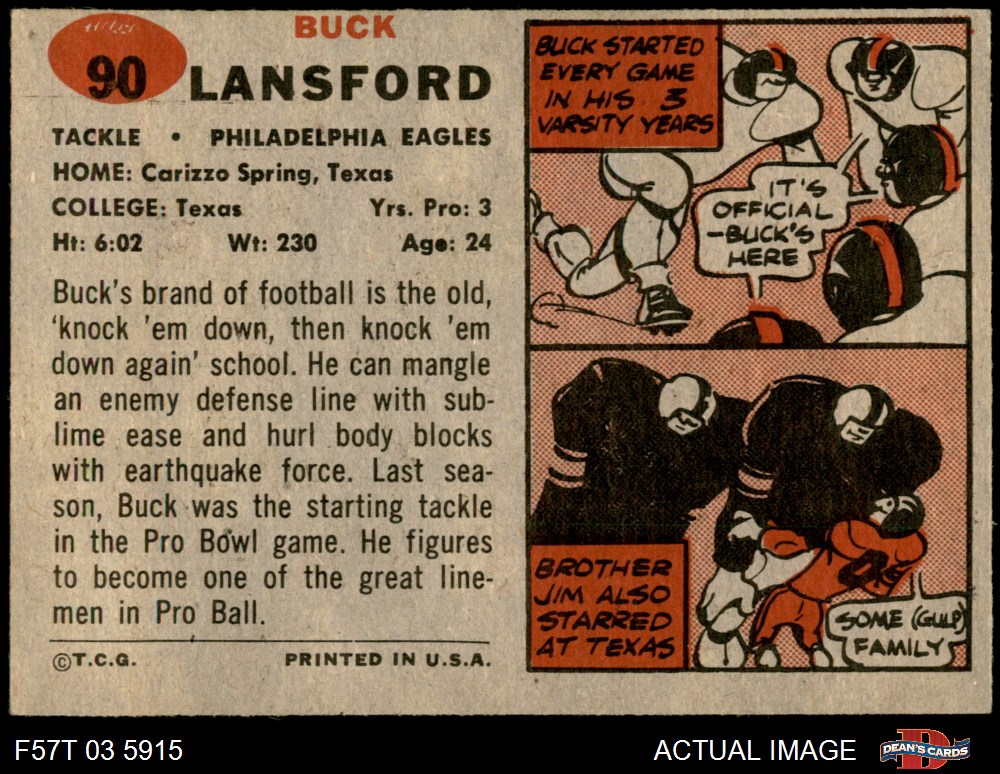 BUCK
90 LANSFORD
TACKLE • PHILADELPHIA EAGLES
HOME: Carizzo Spring, Texas
COLLEGE: Texas Yrs. Pro: 3
Ht: 6:02 Wt: 230 Age: 24
Buck's brand of football is the old,
'knock 'em down, then knock 'em
down again' school. He can mangle
an enemy defense line with sub-
lime ease and hurl body blocks
with earthquake force. Last sea-
son, Buck was the starting tackle
in the Pro Bowl game. He figures
to become one of the great line-
men in Pro Ball.
©T.C.G. PRINTED IN U.S.A.
BUCK STARTED
EVERY GAME
IN HIS 3
VARSITY YEARS
IT'S
OFFICIAL
-BUCK'S
HERE
BROTHER
JIM ALSO
STARRED
AT TEXAS
SOME (GULP)
FAMILY
F57T 03 5915 ACTUAL IMAGE DEAN'S CARDS